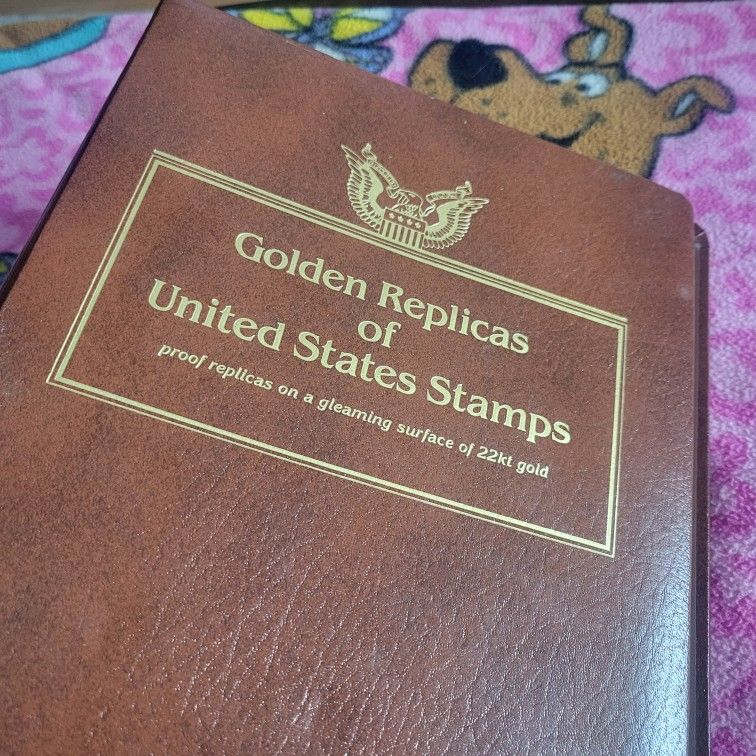 Golden Replicas
of
United States Stamps
proof replicas on a gleaming surface of 22kt gold